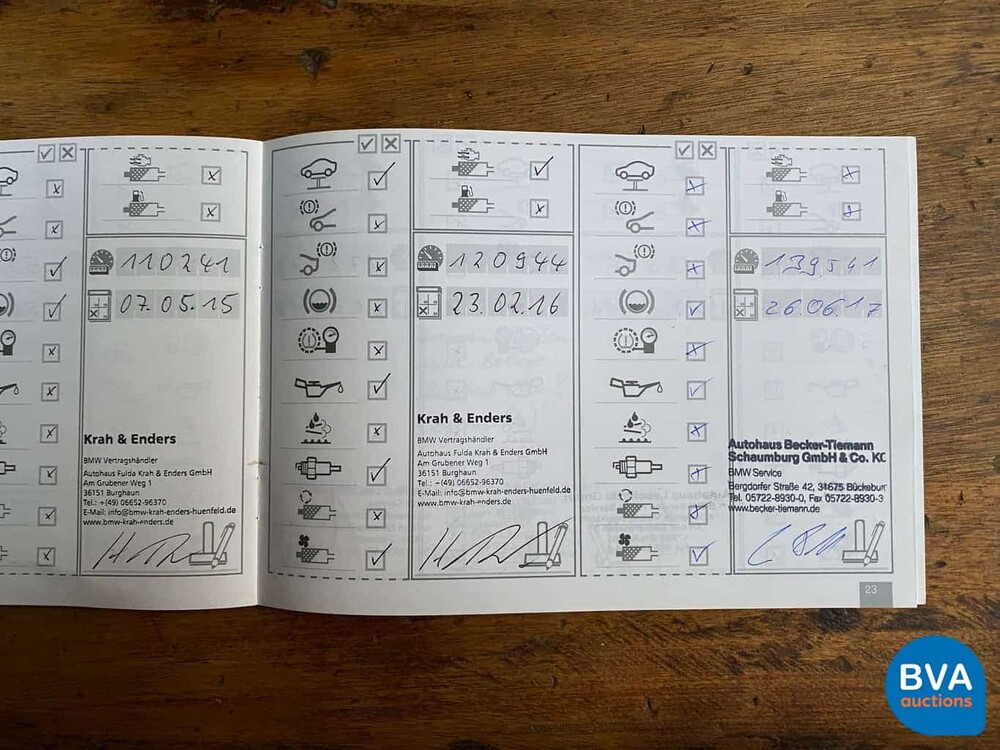 110241
07.05.15
Krah & Enders
BMW Vertragshändler
Autohaus Fulda Krah & Enders GmbH
Am Grubener Weg 1
36151 Burghaun
Tel.: +(49) 06652-96370
E-Mail: info@bmw-krah-enders-huenfeld.de
www.bmw-krah-enders.de
120944
23.02.16
Krah & Enders
BMW Vertragshändler
Autohaus Fulda Krah & Enders GmbH
Am Grubener Weg 1
36151 Burghaun
Tel.: +(49) 06652-96370
E-Mail: info@bmw-krah-enders-huenfeld.de
www.bmw-krah-enders.de
139541
26.06.17
Autohaus Becker-Tiemann
Schaumburg GmbH & Co. KG
BMW Service
Bergdorfer Straße 42, 31675 Bückeburg
Tel. 05722-8930-0, Fax 05722-8930-3
www.becker-tiemann.de
23
BVA
auctions